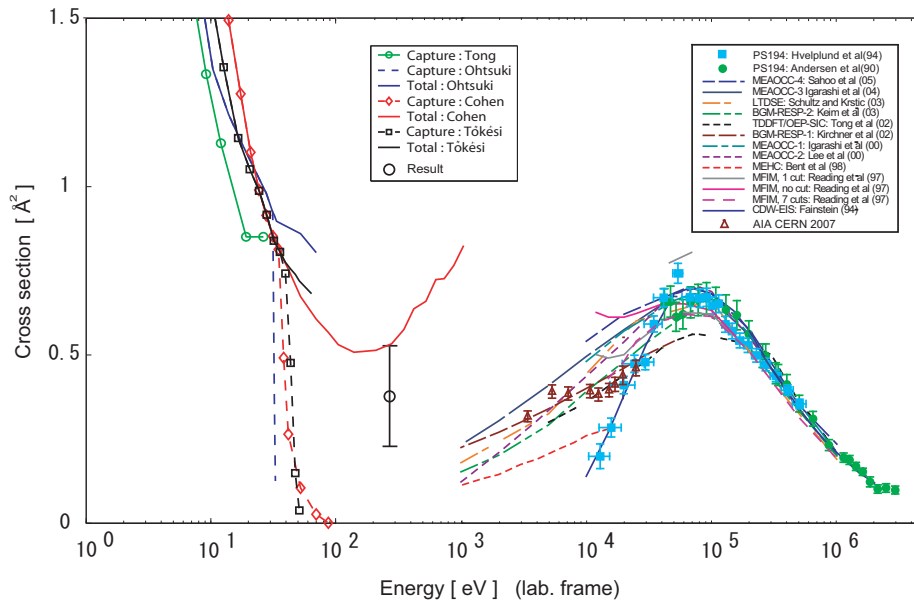 1.5
1
0.5
0
Cross section [ Å² ]
10⁰
10¹
10²
10³
10⁴
10⁵
10⁶
Energy [ eV ] (lab. frame)
Capture : Tong
Capture : Ohtsuki
Total : Ohtsuki
Capture : Cohen
Total : Cohen
Capture : Tőkési
Total : Tőkési
Result
PS194: Hvelplund et al(94)
PS194: Andersen et al(90)
MEAOCC-4: Sahoo et al (05)
MEAOCC-3 Igarashi et al (04)
LTDSE: Schultz and Krstic (03)
BGM-RESP-2: Keim et al (03)
TDDFT/OEP-SIC: Tong et al (02)
BGM-RESP-1: Kirchner et al (02)
MEAOCC-1: Igarashi et al (00)
MEAOCC-2: Lee et al (00)
MEHC: Bent et al (98)
MFIM, 1 cut: Reading et al (97)
MFIM, no cut: Reading et al (97)
MFIM, 7 cuts: Reading et al (97)
CDW-EIS: Fainstein (94)
AIA CERN 2007